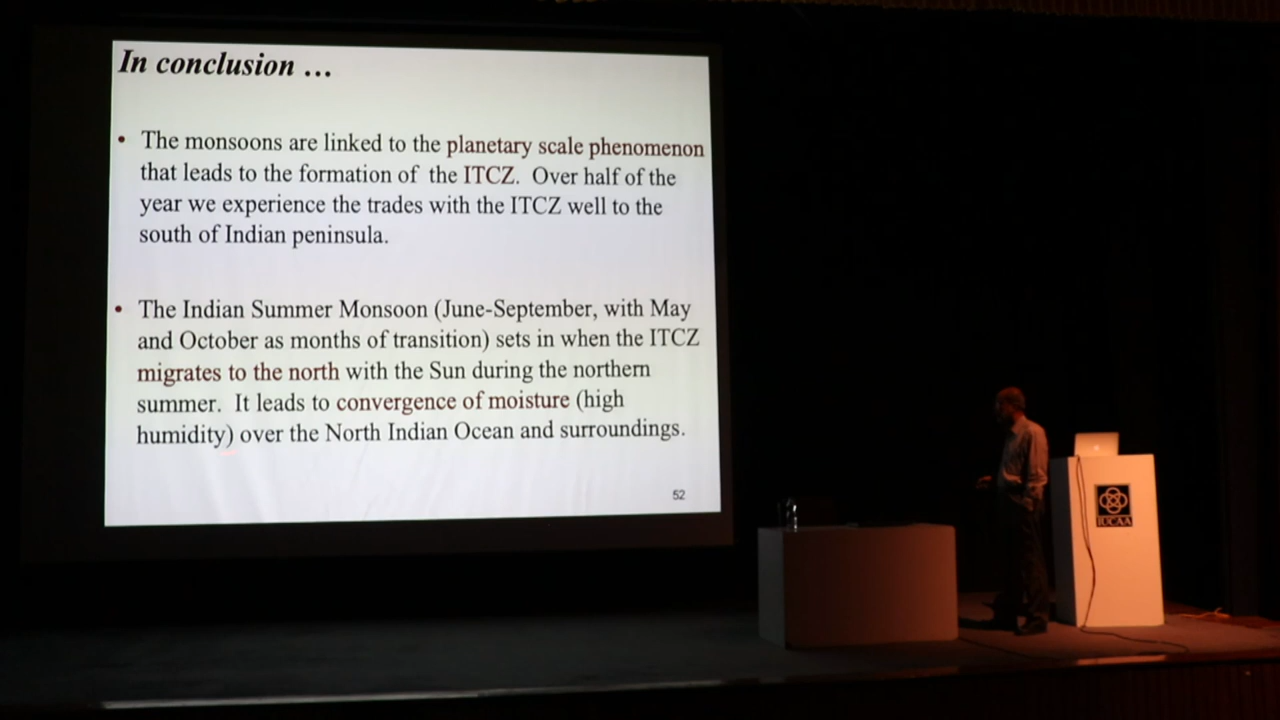 In conclusion ...
• The monsoons are linked to the planetary scale phenomenon
that leads to the formation of the ITCZ. Over half of the
year we experience the trades with the ITCZ well to the
south of Indian peninsula.
• The Indian Summer Monsoon (June-September, with May
and October as months of transition) sets in when the ITCZ
migrates to the north with the Sun during the northern
summer. It leads to convergence of moisture (high
humidity) over the North Indian Ocean and surroundings.
52
IUCAA